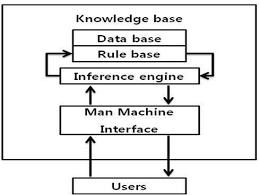 Knowledge base
Data base
Rule base
Inference engine
Man Machine
Interface
Users